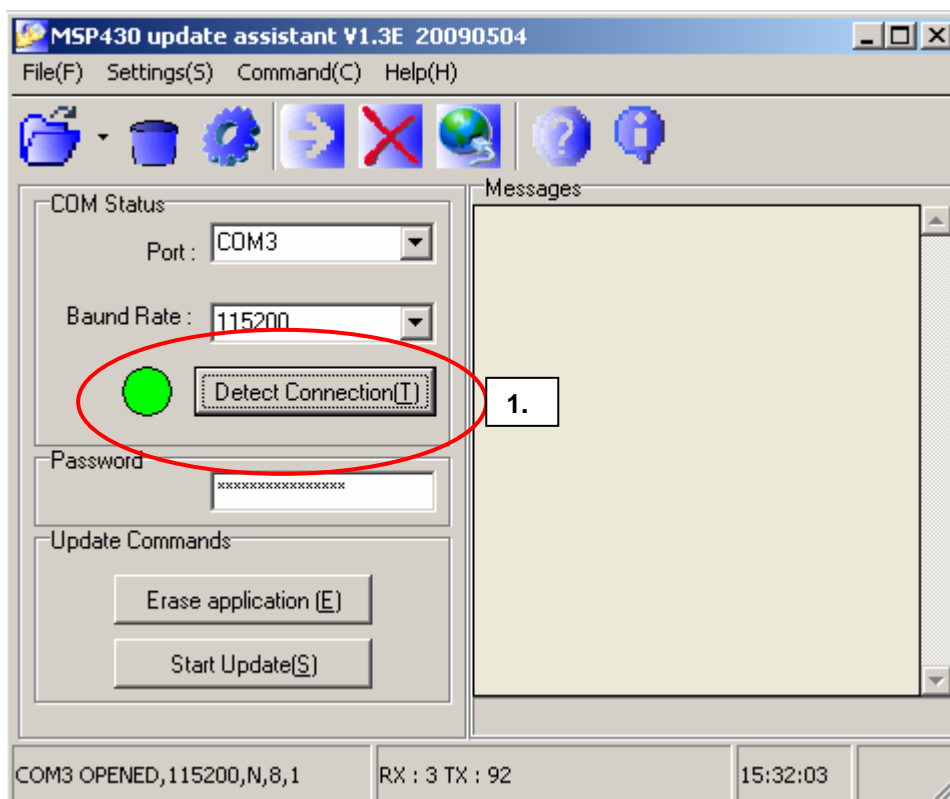 MSP430 update assistant V1.3E 20090504
File(F) Settings(S) Command(C) Help(H)
COM Status
Port : COM3
Baund Rate : 115200
Detect Connection(T)
1.
Password
****************
Update Commands
Erase application (E)
Start Update(S)
Messages
COM3 OPENED,115200,N,8,1
RX : 3 TX : 92
15:32:03